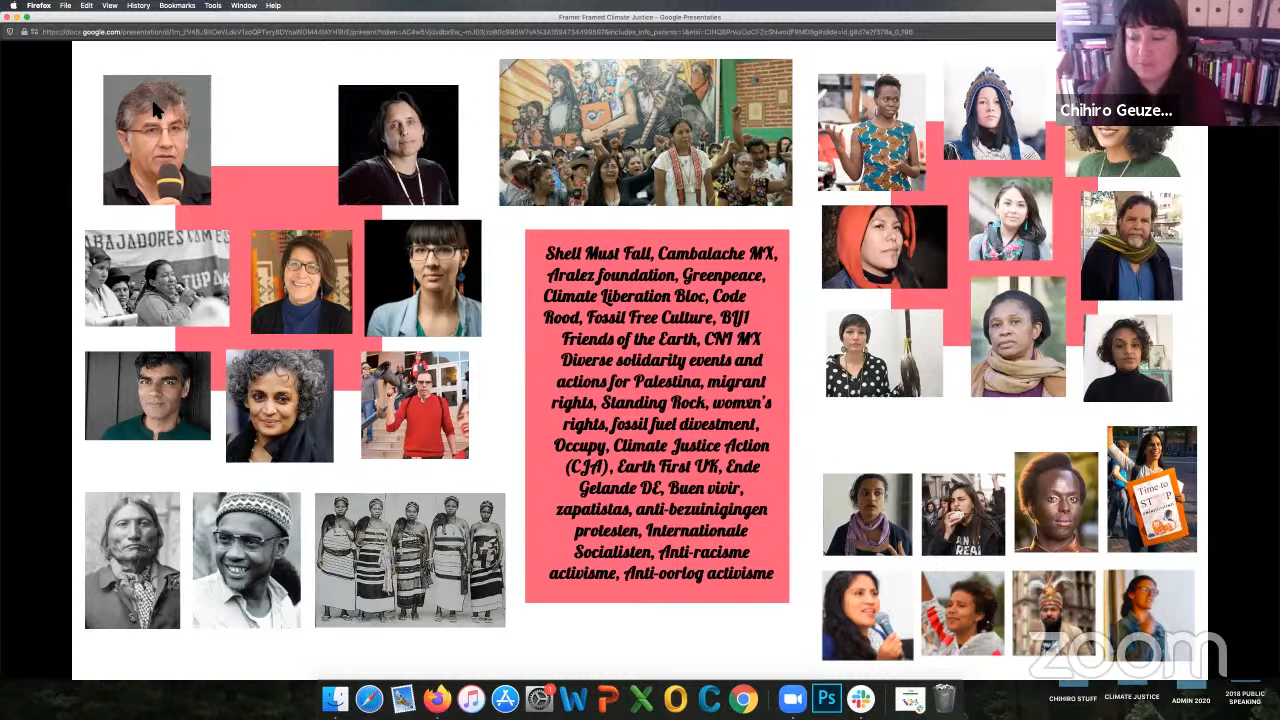 Firefox File Edit View History Bookmarks Tools Window Help
Framer Framed Climate Justice - Google Presentaties
Chihiro Geuze...
ABAJADORES
TUPAK
Shell Must Fall, Cambalache MX,
Aralez foundation, Greenpeace,
Climate Liberation Bloc, Code
Rood, Fossil Free Culture, BIJ1
Friends of the Earth, CNI MX
Diverse solidarity events and
actions for Palestina, migrant
rights, Standing Rock, womxn's
rights, fossil fuel divestment,
Occupy, Climate Justice Action
(CJA), Earth First UK, Ende
Gelande DE, Buen vivir,
zapatistas, anti-bezuinigingen
protesten, Internationale
Socialisten, Anti-racisme
activisme, Anti-oorlog activisme
Time to
ST P
zoom
CHIHIRO STUFF
CLIMATE JUSTICE
ADMIN 2020
2018 PUBLIC
SPEAKING